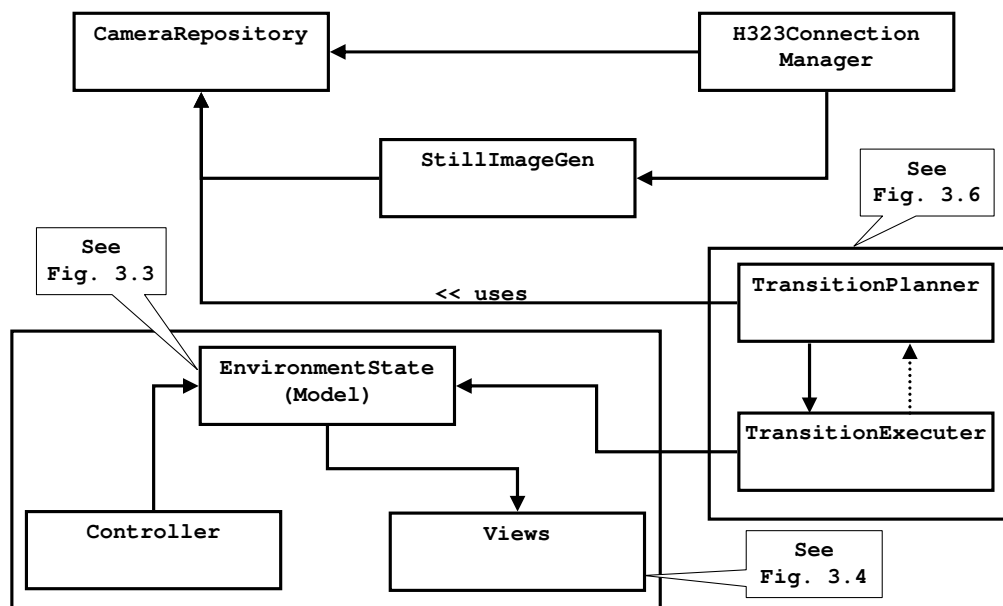 CameraRepository
H323Connection
Manager
StillImageGen
See
Fig. 3.6
See
Fig. 3.3
<< uses
TransitionPlanner
EnvironmentState
(Model)
TransitionExecuter
Controller
Views
See
Fig. 3.4